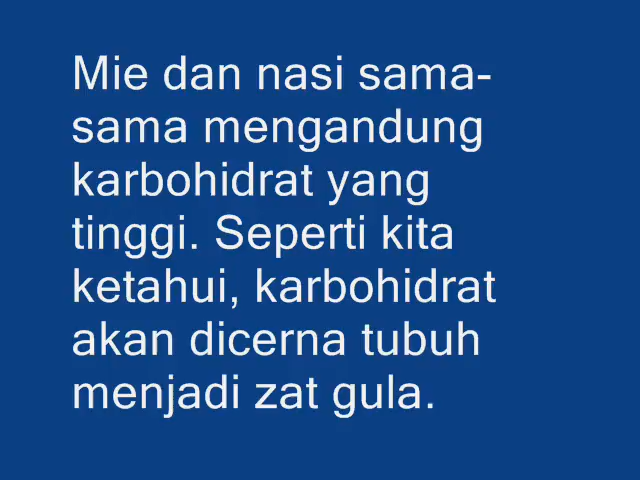 Mie dan nasi sama-
sama mengandung
karbohidrat yang
tinggi. Seperti kita
ketahui, karbohidrat
akan dicerna tubuh
menjadi zat gula.